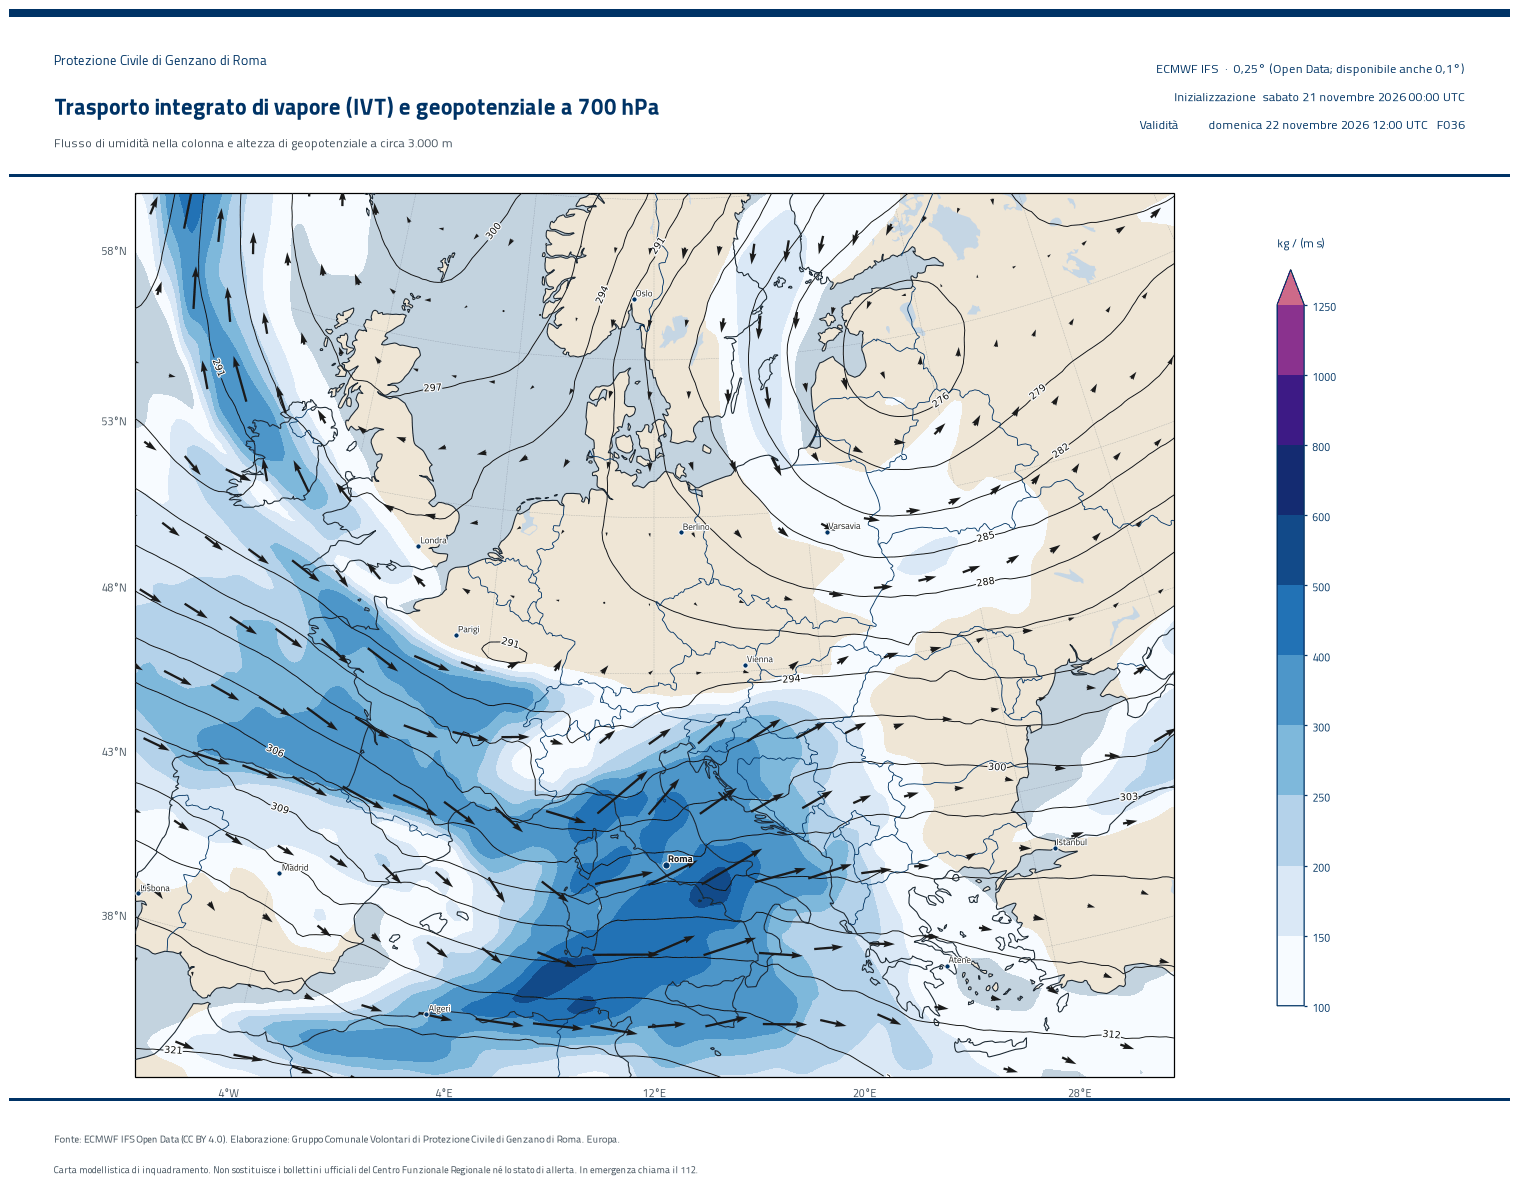 Protezione Civile di Genzano di Roma
Trasporto integrato di vapore (IVT) e geopotenziale a 700 hPa
Flusso di umidità nella colonna e altezza di geopotenziale a circa 3.000 m
ECMWF IFS · 0,25° (Open Data; disponibile anche 0,1°)
Inizializzazione sabato 21 novembre 2026 00:00 UTC
Validità domenica 22 novembre 2026 12:00 UTC F036
kg / (m s)
1250
1000
800
600
500
400
300
250
200
150
100
58°N
53°N
48°N
43°N
38°N
4°W
4°E
12°E
20°E
28°E
300
291
294
Oslo
291
297
276
279
282
Londra
Berlino
Varsavia
285
288
Parigi
291
Vienna
294
306
300
303
309
Madrid
Roma
Istanbul
Lisbona
Atene
Algeri
312
321
Fonte: ECMWF IFS Open Data (CC BY 4.0). Elaborazione: Gruppo Comunale Volontari di Protezione Civile di Genzano di Roma. Europa.
Carta modellistica di inquadramento. Non sostituisce i bollettini ufficiali del Centro Funzionale Regionale né lo stato di allerta. In emergenza chiama il 112.